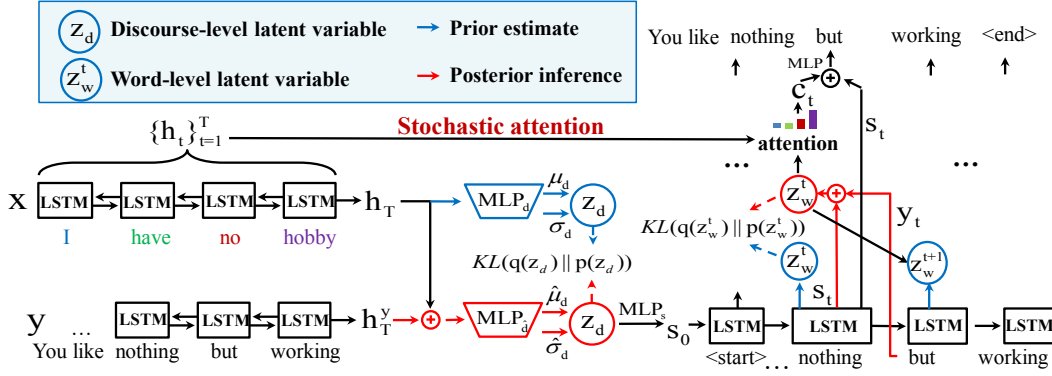 z_d Discourse-level latent variable → Prior estimate
z_w^t Word-level latent variable → Posterior inference
You like nothing but working <end>
MLP
c_t
{h_t}_{t=1}^T Stochastic attention attention s_t
... ...
x LSTM LSTM LSTM LSTM h_T MLP_d μ_d σ_d z_d z_w^t y_t
I have no hobby
KL(q(z_d) || p(z_d)) KL(q(z_w^t) || p(z_w^t))
z_w^t z_w^{t+1}
s_t
y ... LSTM LSTM LSTM h_T^y MLP_d̂ μ̂_d σ̂_d z_d MLP_s s_0 LSTM LSTM LSTM LSTM
You like nothing but working <start> ... nothing but working